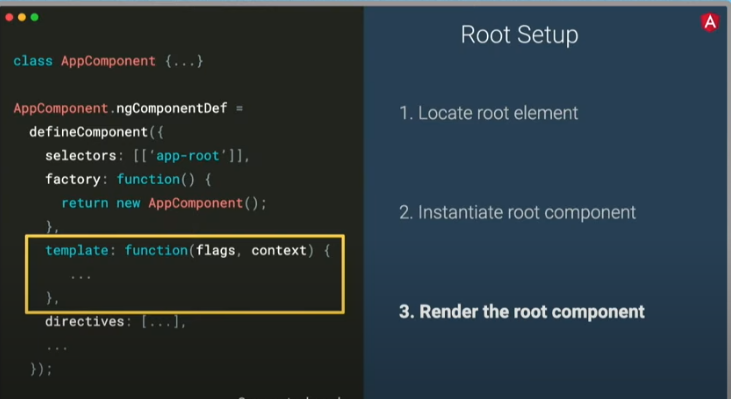 class AppComponent {...}
AppComponent.ngComponentDef =
defineComponent({
selectors: [['app-root']],
factory: function() {
return new AppComponent();
},
template: function(flags, context) {
...
},
directives: [...],
...
});
Root Setup
A
1. Locate root element
2. Instantiate root component
3. Render the root component